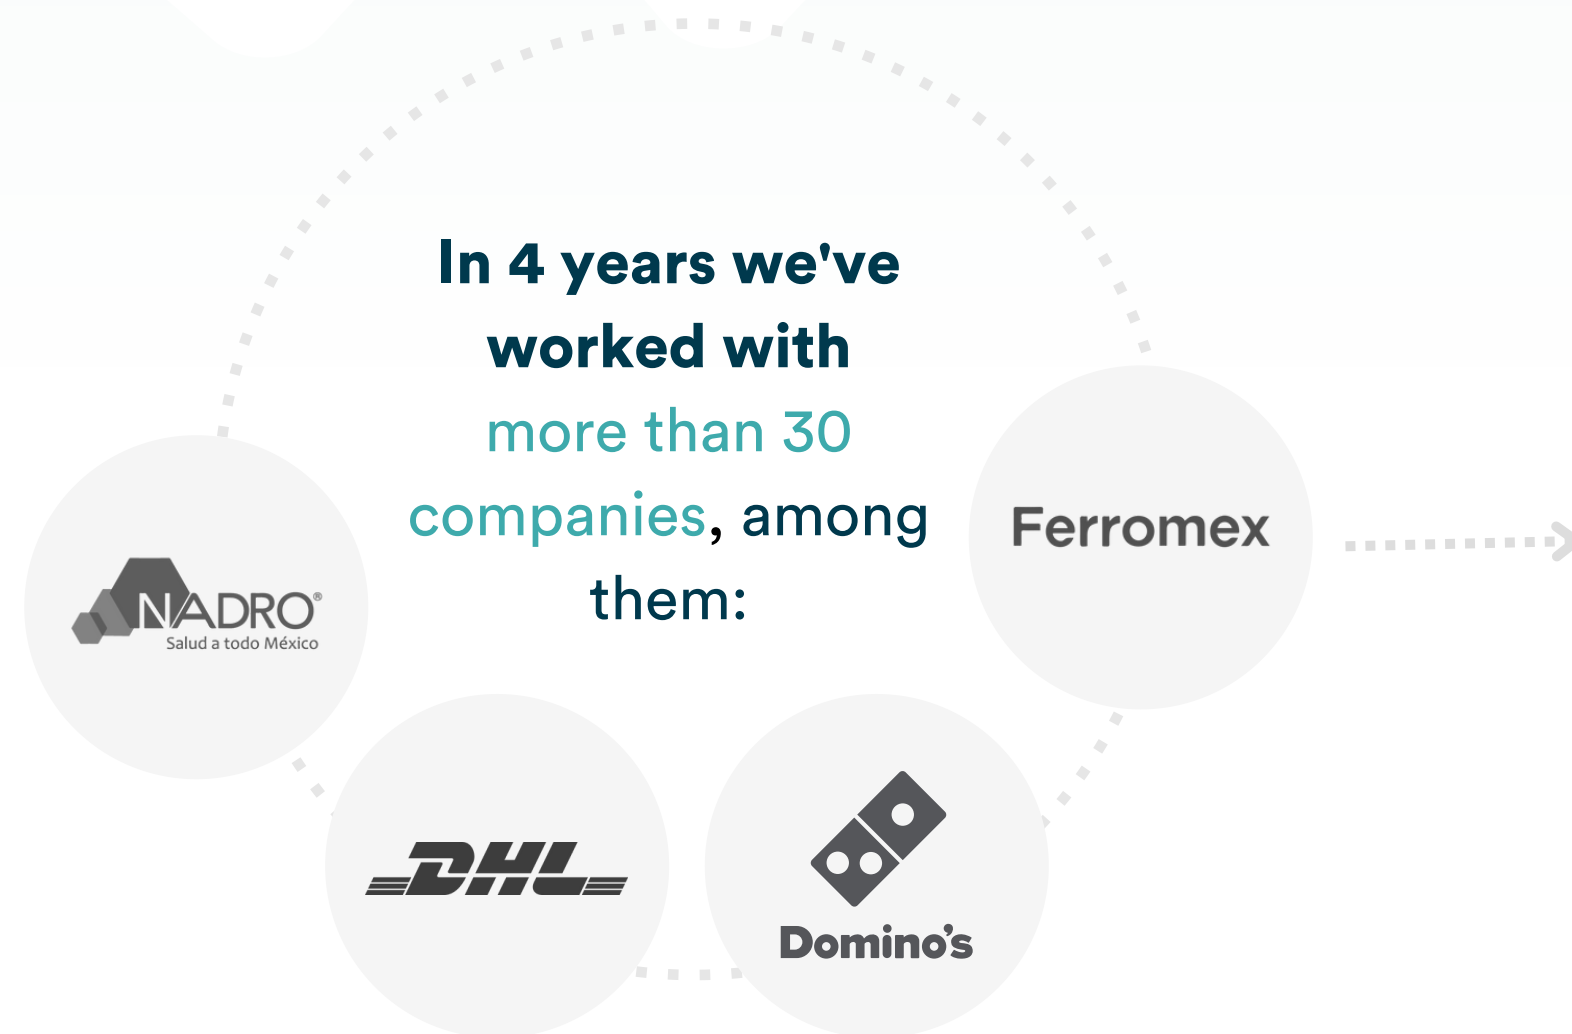 In 4 years we've
worked with
more than 30
companies, among
them:
Ferromex
NADRO®
Salud a todo México
DHL
Domino's